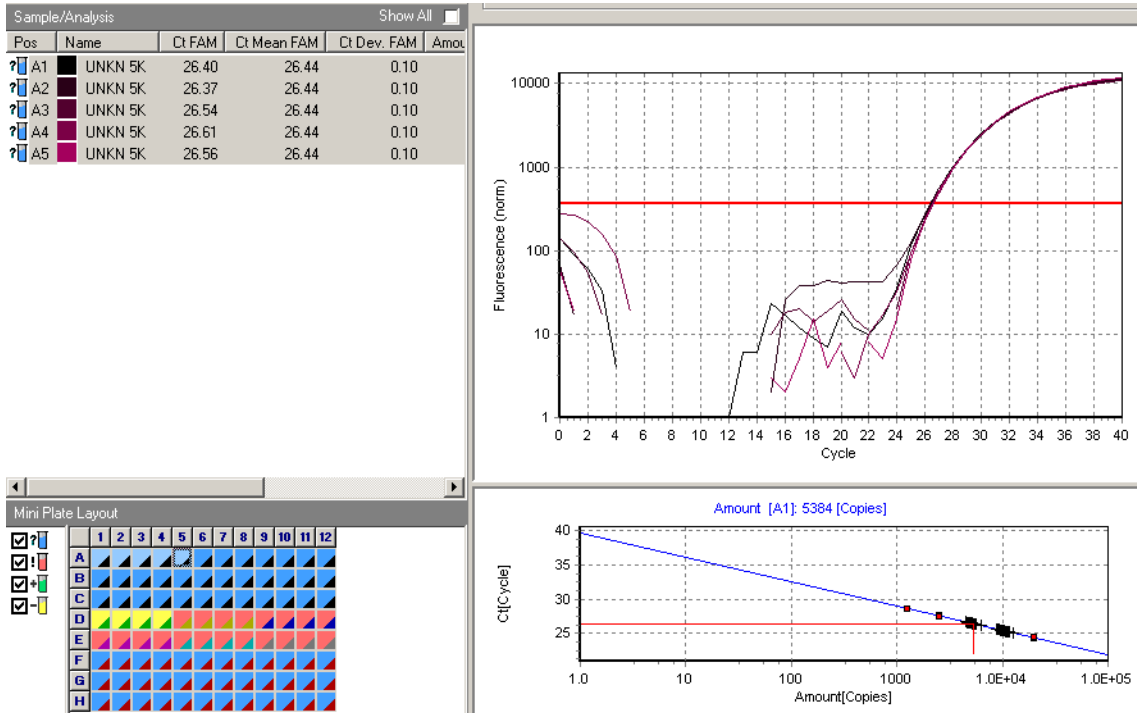 Sample/Analysis Show All
Pos Name Ct FAM Ct Mean FAM Ct Dev. FAM Amou
? A1 UNKN 5K 26.40 26.44 0.10
? A2 UNKN 5K 26.37 26.44 0.10
? A3 UNKN 5K 26.54 26.44 0.10
? A4 UNKN 5K 26.61 26.44 0.10
? A5 UNKN 5K 26.56 26.44 0.10
10000
1000
100
10
1
Fluorescence (norm)
0 2 4 6 8 10 12 14 16 18 20 22 24 26 28 30 32 34 36 38 40
Cycle
Mini Plate Layout
?
!
+
-
1 2 3 4 5 6 7 8 9 10 11 12
A
B
C
D
E
F
G
H
Amount [A1]: 5384 [Copies]
40
35
30
25
Ct[Cycle]
1.0 10 100 1000 1.0E+04 1.0E+05
Amount[Copies]